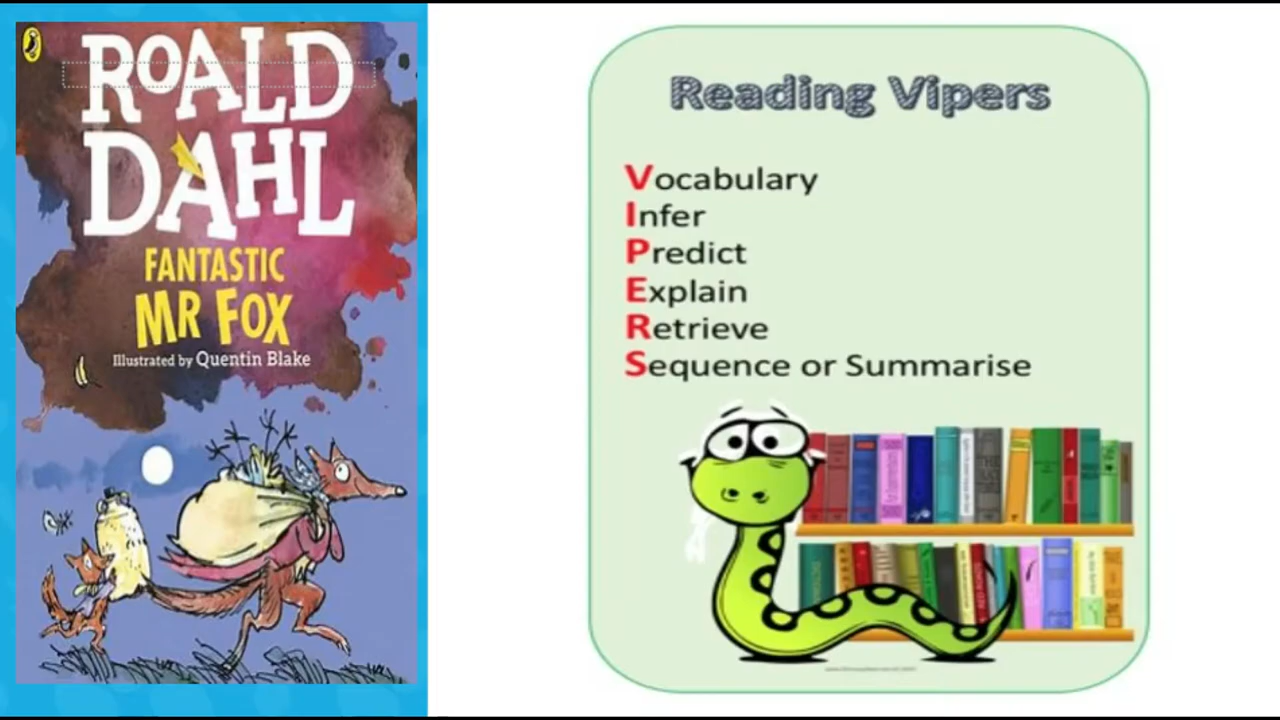 ROALD
DAHL
FANTASTIC
MR FOX
Illustrated by Quentin Blake
Reading Vipers
Vocabulary
Infer
Predict
Explain
Retrieve
Sequence or Summarise